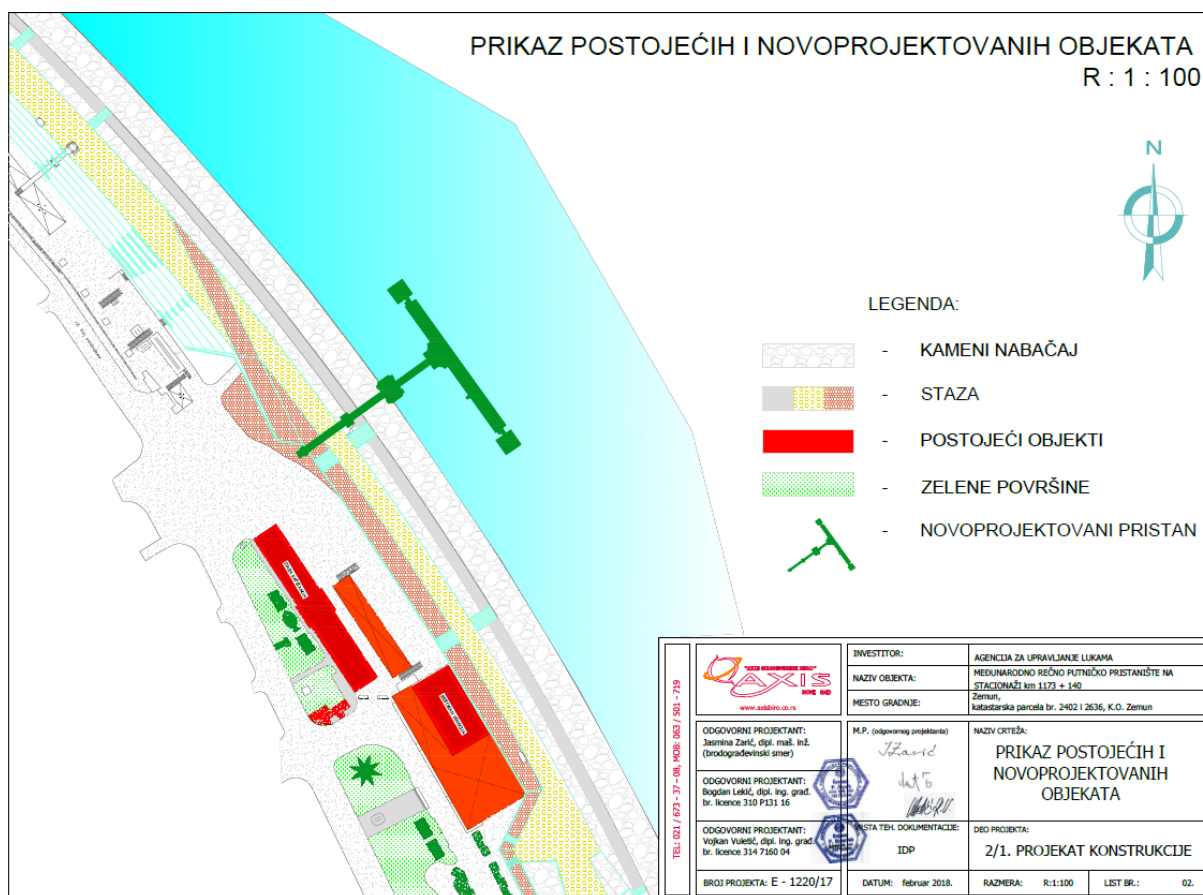 PRIKAZ POSTOJEĆIH I NOVOPROJEKTOVANIH OBJEKATA
R : 1 : 100
N
LEGENDA:
- KAMENI NABAČAJ
- STAZA
- POSTOJEĆI OBJEKTI
- ZELENE POVRŠINE
- NOVOPROJEKTOVANI PRISTAN
TEL: 021 / 673 - 37 - 08, MOB: 063 / 501 - 719
AXIS
NOVI SAD
www.axisbiro.co.rs
INVESTITOR: AGENCIJA ZA UPRAVLJANJE LUKAMA
NAZIV OBJEKTA: MEĐUNARODNO REČNO PUTNIČKO PRISTANIŠTE NA
STACIONAŽI km 1173 + 140
MESTO GRADNJE: Zemun,
katastarska parcela br. 2402 i 2636, K.O. Zemun
ODGOVORNI PROJEKTANT:
Jasmina Zarić, dipl. maš. inž.
(brodograđevinski smer)
ODGOVORNI PROJEKTANT:
Bogdan Lekić, dipl. ing. grad.
br. licence 310 P131 16
ODGOVORNI PROJEKTANT:
Vojkan Vuletić, dipl. ing. grad.
br. licence 314 7160 04
BROJ PROJEKTA: E - 1220/17
M.P. (odgovornog projektanta)
JZarić
VRSTA TEH. DOKUMENTACIJE:
IDP
DATUM: februar 2018.
NAZIV CRTEŽA:
PRIKAZ POSTOJEĆIH I
NOVOPROJEKTOVANIH
OBJEKATA
DEO PROJEKTA:
2/1. PROJEKAT KONSTRUKCIJE
RAZMERA: R:1:100
LIST BR.: 02.